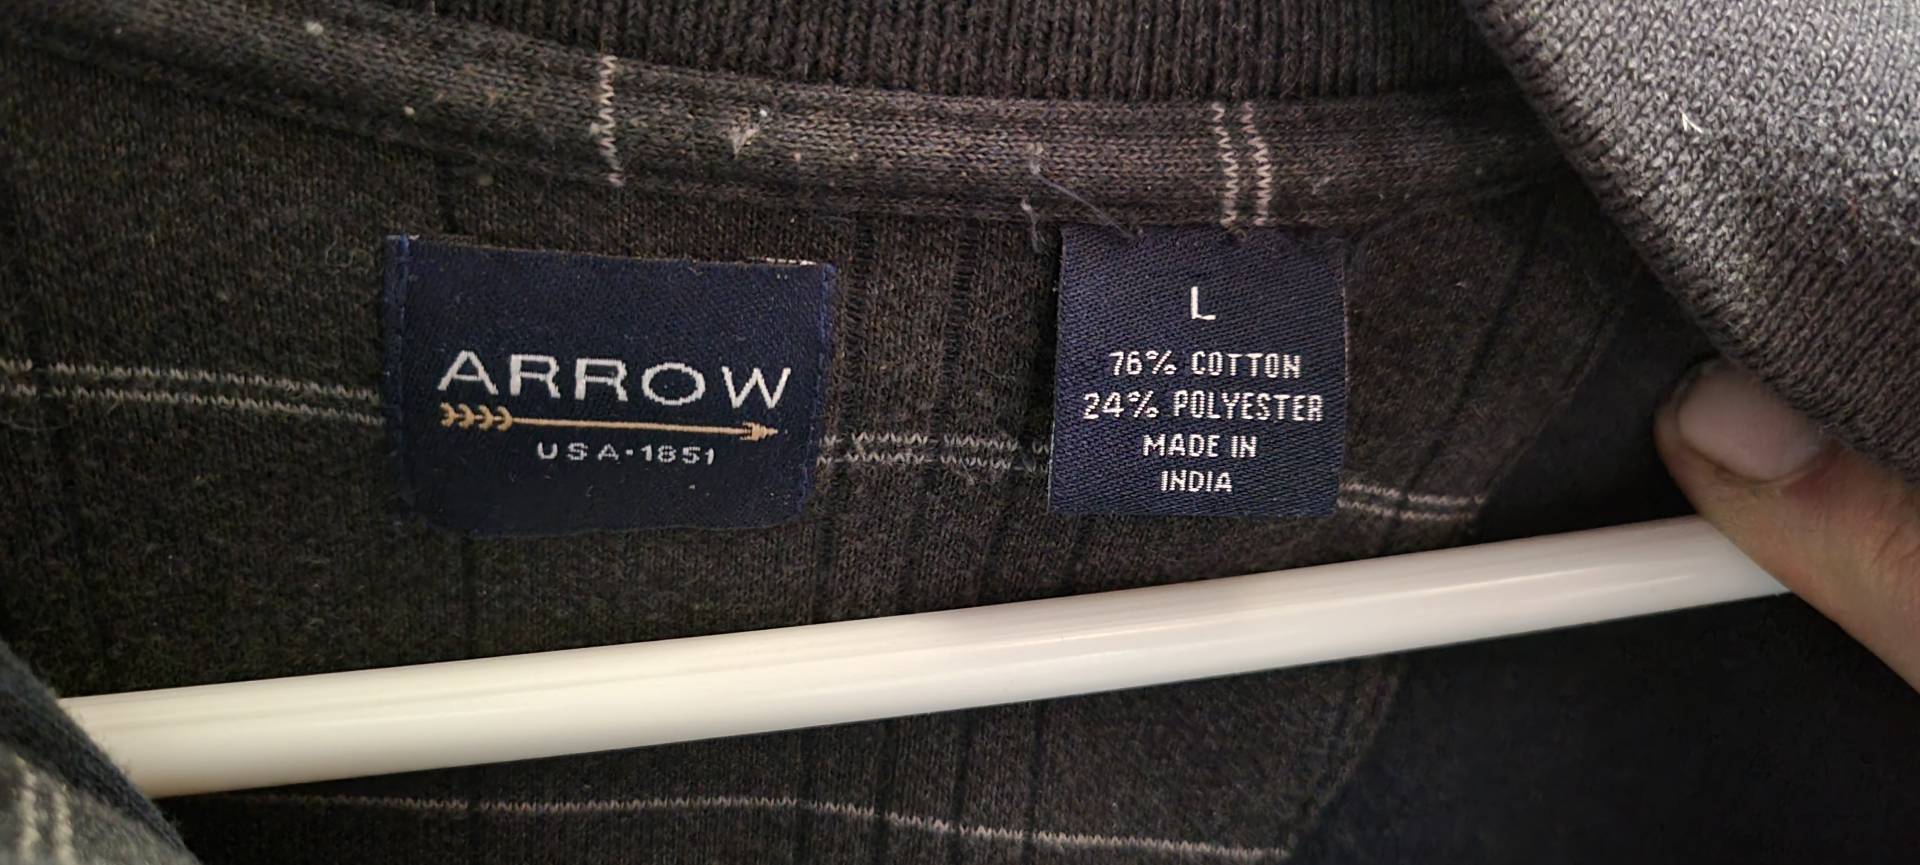 ARROW
USA·1851
L
76% COTTON
24% POLYESTER
MADE IN
INDIA